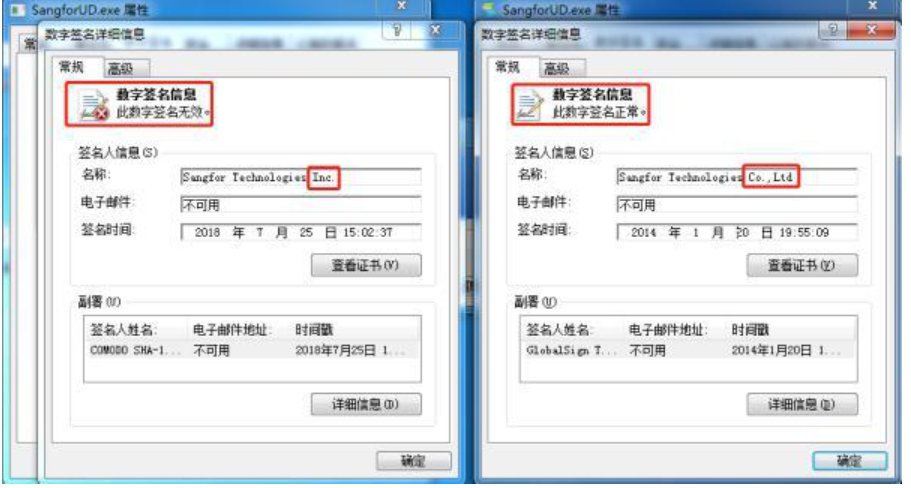 SangforUD.exe 属性
数字签名详细信息
常规
高级
数字签名信息
此数字签名无效。
签名人信息(S)
名称:
Sangfor Technologies Inc.
电子邮件:
不可用
签名时间:
2018 年 7 月 25 日 15:02:37
查看证书(V)
副署(U)
签名人姓名:
电子邮件地址:
时间戳
COMODO SHA-1...
不可用
2018年7月25日 1...
详细信息(D)
确定
SangforUD.exe 属性
数字签名详细信息
常规
高级
数字签名信息
此数字签名正常。
签名人信息(S)
名称:
Sangfor Technologies Co.,Ltd
电子邮件:
不可用
签名时间:
2014 年 1 月 20 日 19:55:09
查看证书(V)
副署(U)
签名人姓名:
电子邮件地址:
时间戳
GlobalSign T...
不可用
2014年1月20日 1...
详细信息(D)
确定